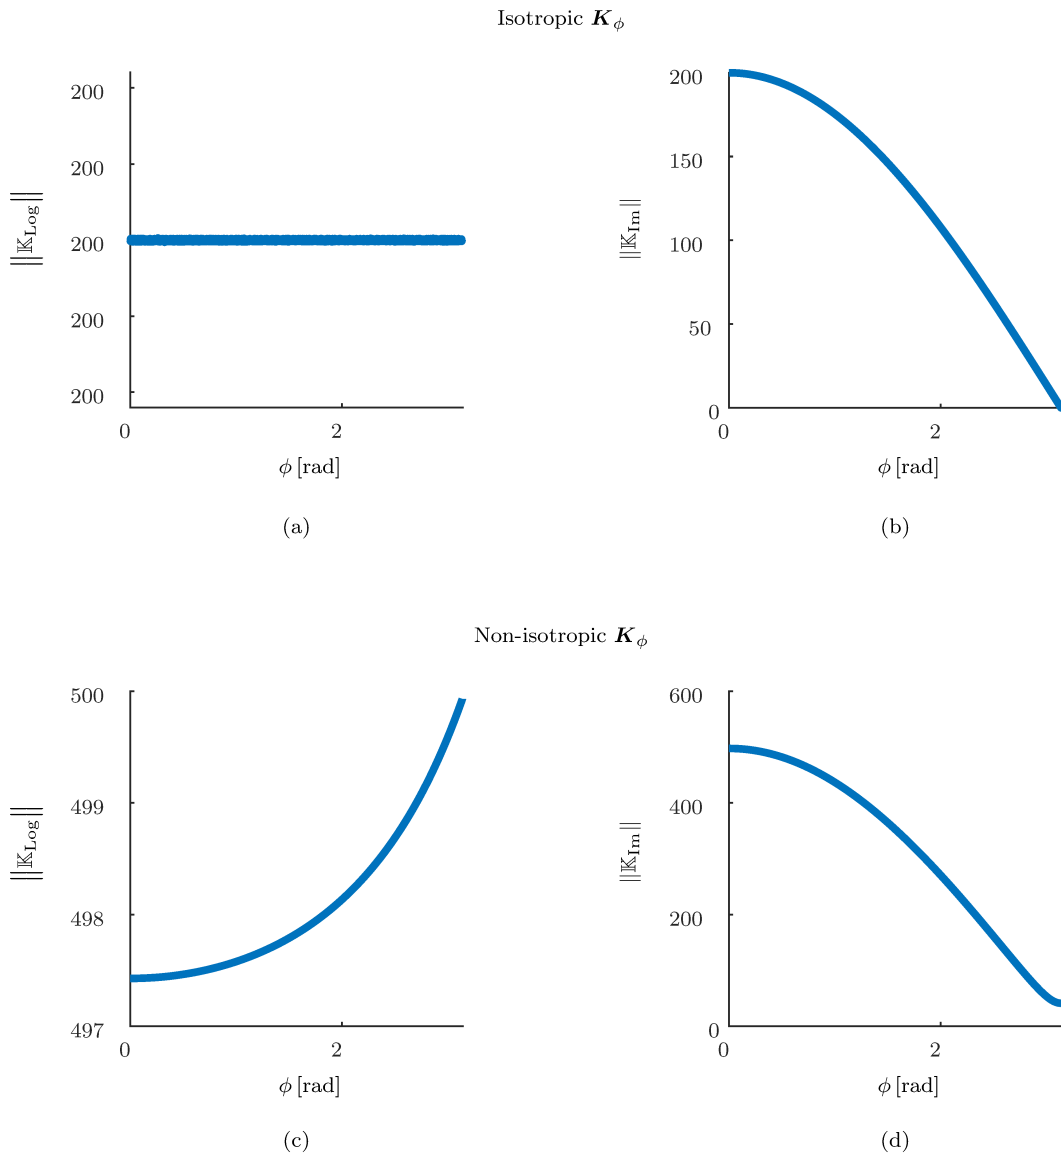 Isotropic 𝑲_ϕ
200
200
200
200
200
0
2
||𝕂_Log||
ϕ [rad]
(a)
200
150
100
50
0
0
2
||𝕂_Im||
ϕ [rad]
(b)
Non-isotropic 𝑲_ϕ
500
499
498
497
0
2
||𝕂_Log||
ϕ [rad]
(c)
600
400
200
0
0
2
||𝕂_Im||
ϕ [rad]
(d)